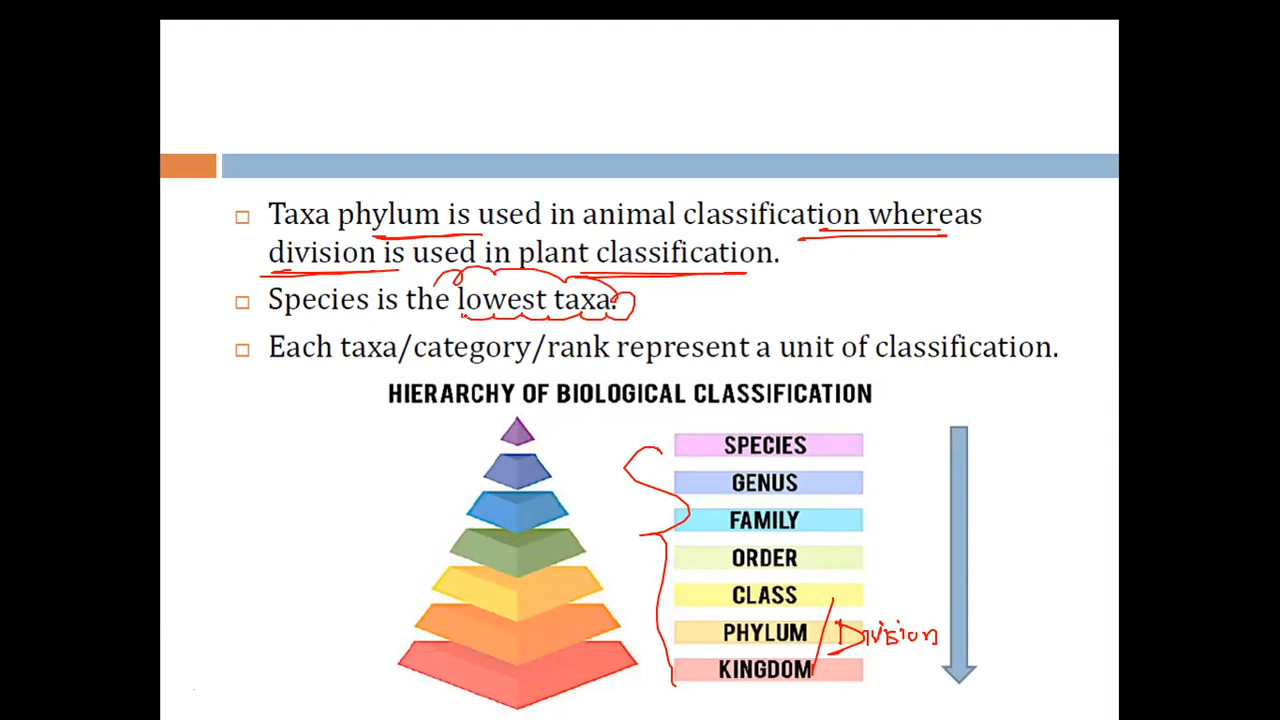 Taxa phylum is used in animal classification whereas
division is used in plant classification.
Species is the lowest taxa.
Each taxa/category/rank represent a unit of classification.
HIERARCHY OF BIOLOGICAL CLASSIFICATION
SPECIES
GENUS
FAMILY
ORDER
CLASS
PHYLUM / Division
KINGDOM